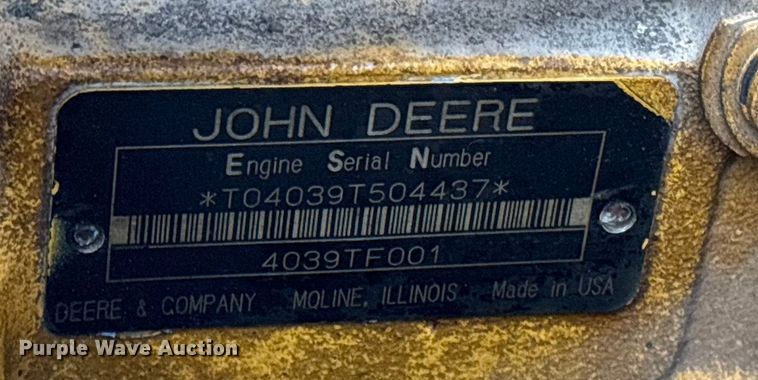 JOHN DEERE
Engine Serial Number
*T04039T504437*
4039TF001
DEERE & COMPANY MOLINE, ILLINOIS Made in USA
Purple Wave Auction